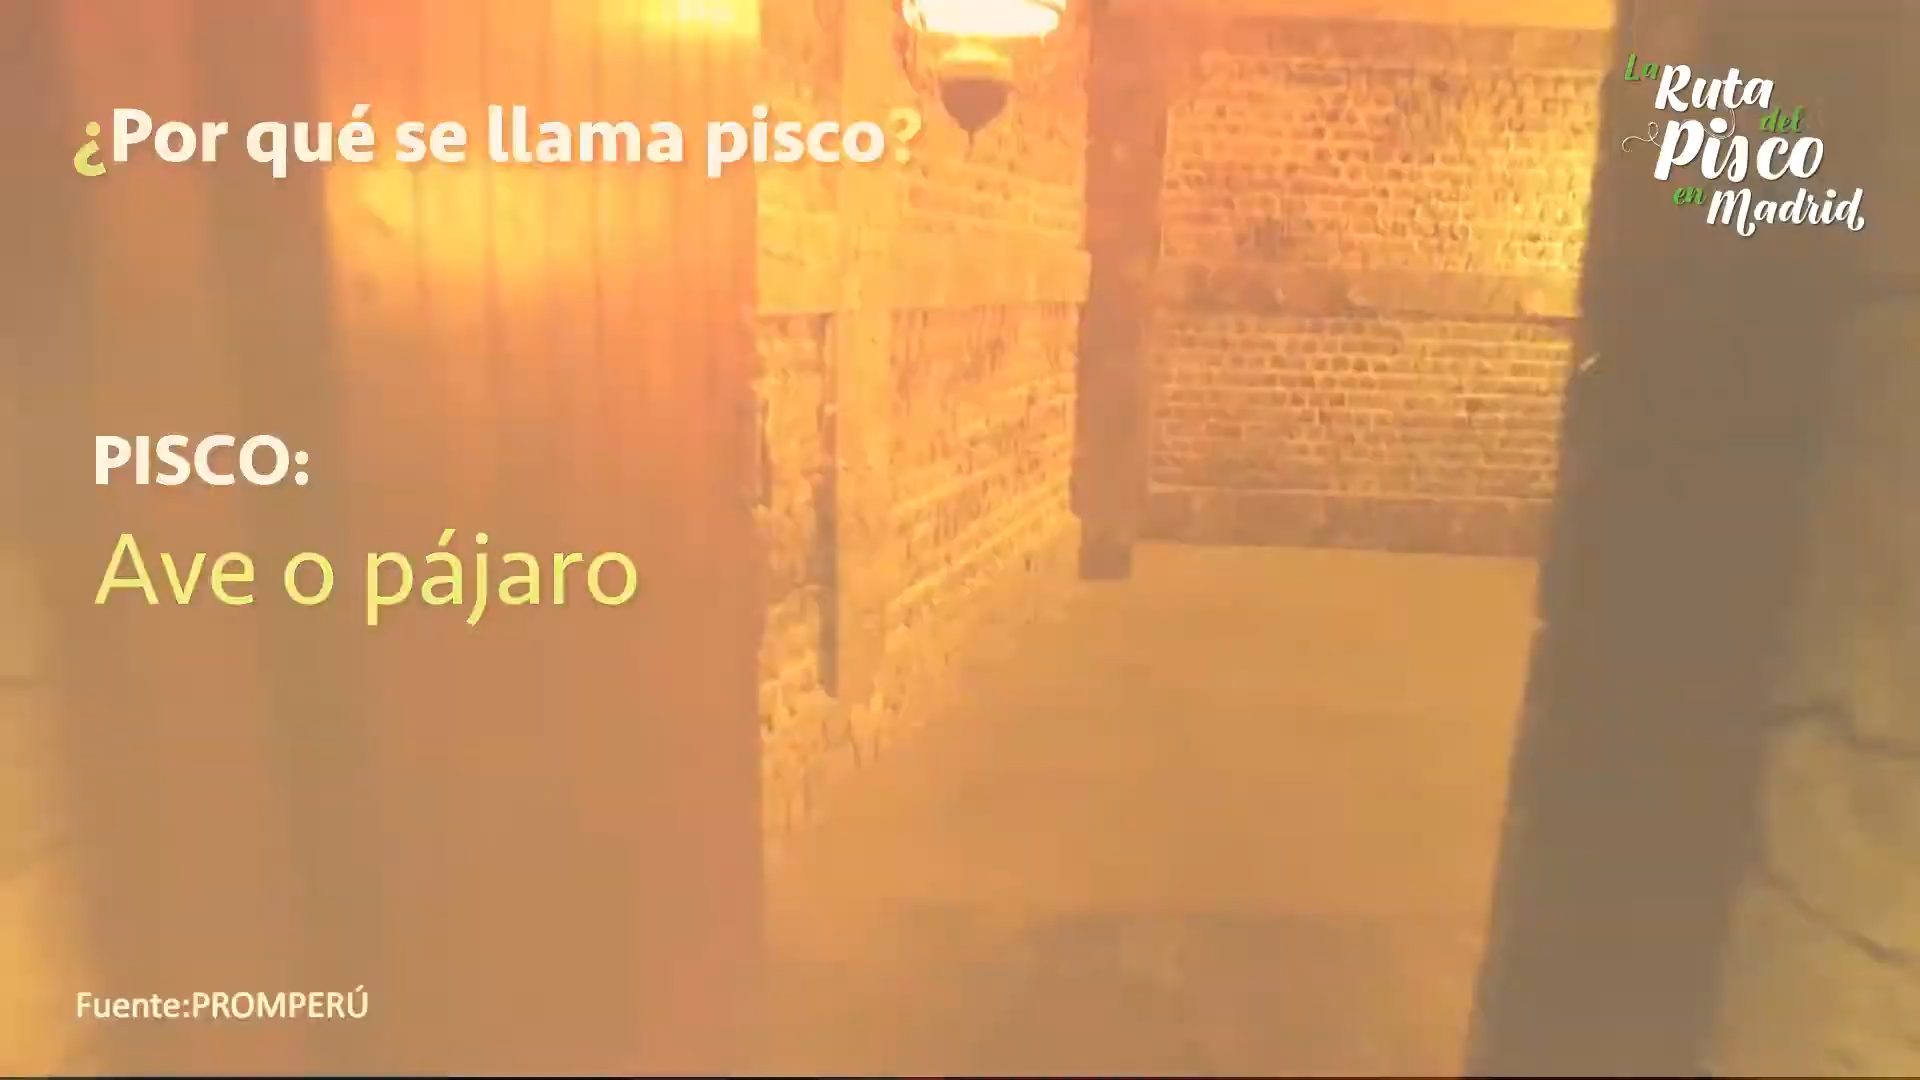 ¿Por qué se llama pisco?
La
Ruta
del
Pisco
en
Madrid,
PISCO:
Ave o pájaro
Fuente:PROMPERÚ